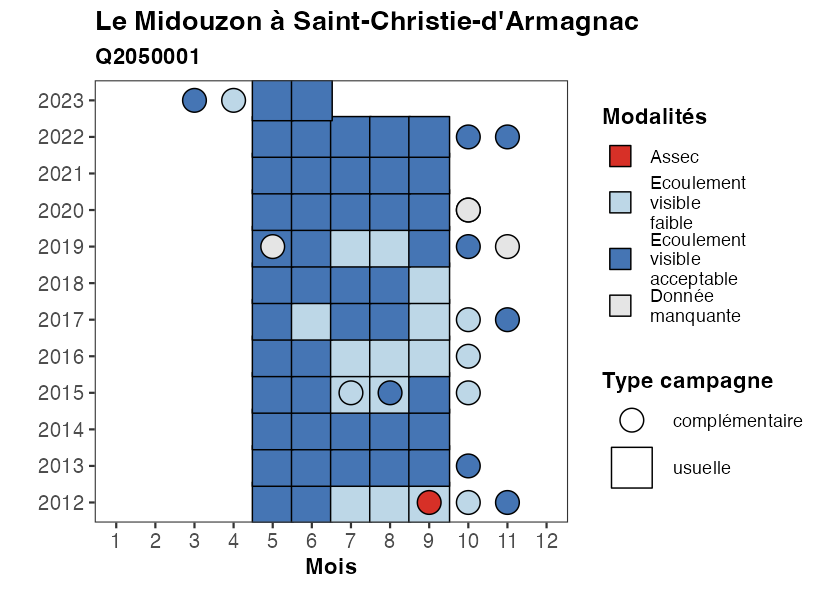 Le Midouzon à Saint-Christie-d'Armagnac
Q2050001
2023
2022
2021
2020
2019
2018
2017
2016
2015
2014
2013
2012
1 2 3 4 5 6 7 8 9 10 11 12
Mois
Modalités
Assec
Ecoulement
visible
faible
Ecoulement
visible
acceptable
Donnée
manquante
Type campagne
complémentaire
usuelle